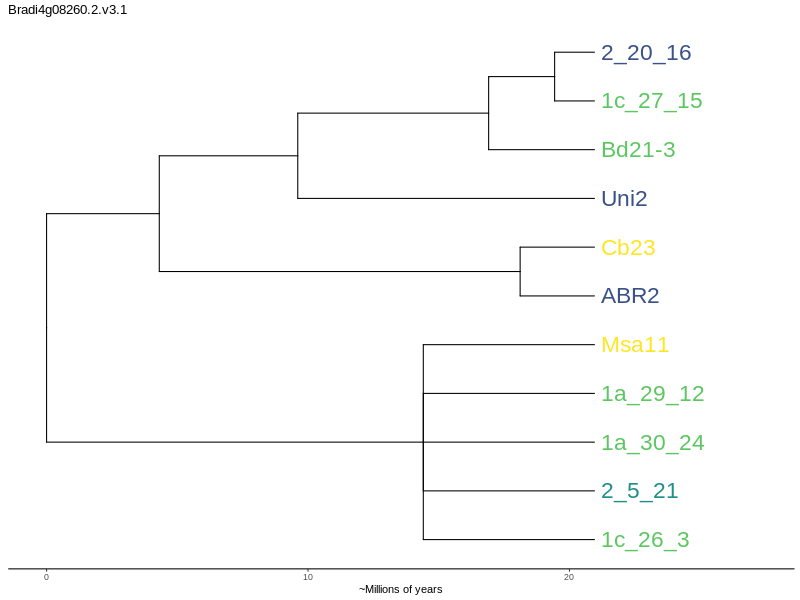 Bradi4g08260.2.v3.1
2_20_16
1c_27_15
Bd21-3
Uni2
Cb23
ABR2
Msa11
1a_29_12
1a_30_24
2_5_21
1c_26_3
0 10 20
~Millions of years